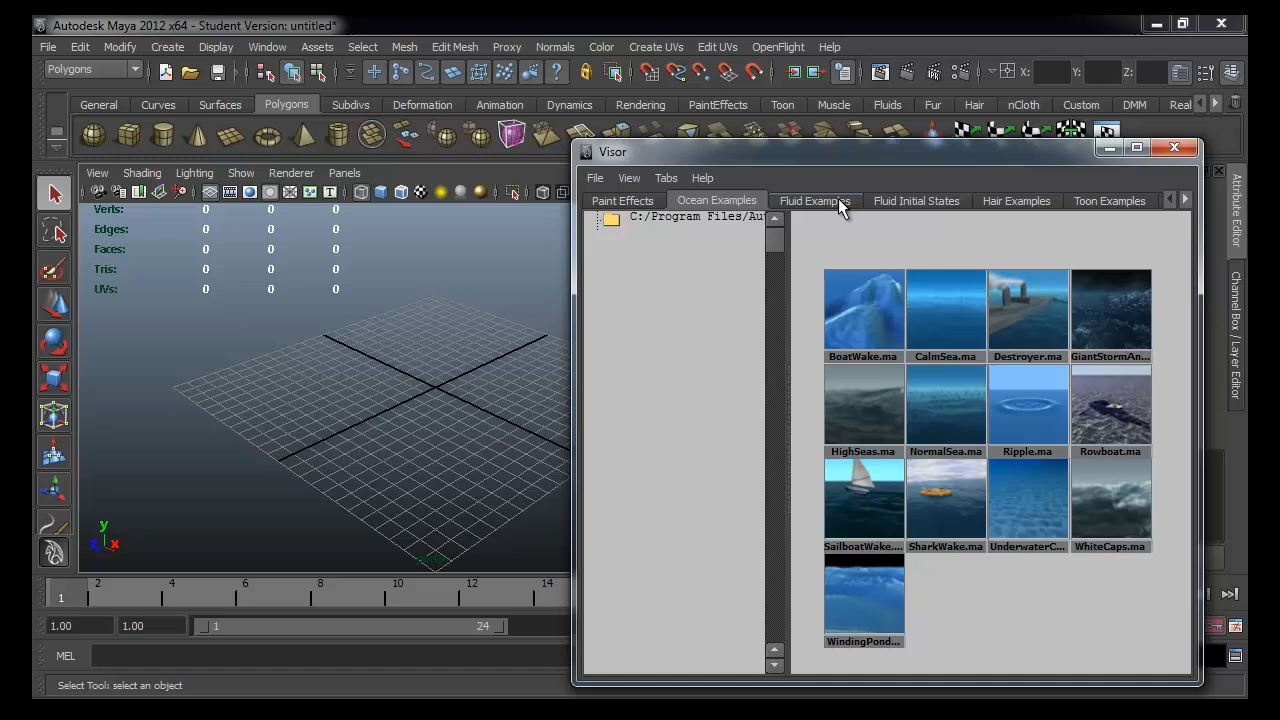 Autodesk Maya 2012 x64 - Student Version: untitled*
File Edit Modify Create Display Window Assets Select Mesh Edit Mesh Proxy Normals Color Create UVs Edit UVs OpenFlight Help
Polygons X: Y: Z:
General Curves Surfaces Polygons Subdivs Deformation Animation Dynamics Rendering PaintEffects Toon Muscle Fluids Fur Hair nCloth Custom DMM Real
View Shading Lighting Show Renderer Panels
Verts: 0 0 0
Edges: 0 0 0
Faces: 0 0 0
Tris: 0 0 0
UVs: 0 0 0
y
z x
persp
Visor
File View Tabs Help
Paint Effects Ocean Examples Fluid Examples Fluid Initial States Hair Examples Toon Examples
C:/Program Files/Au
BoatWake.ma CalmSea.ma Destroyer.ma GiantStormAn...
HighSeas.ma NormalSea.ma Ripple.ma Rowboat.ma
SailboatWake.... SharkWake.ma UnderwaterC... WhiteCaps.ma
WindingPond...
Attribute Editor
Channel Box / Layer Editor
2 4 6 8 10 12 14
1
1.00 1.00 1 24
MEL
Select Tool: select an object